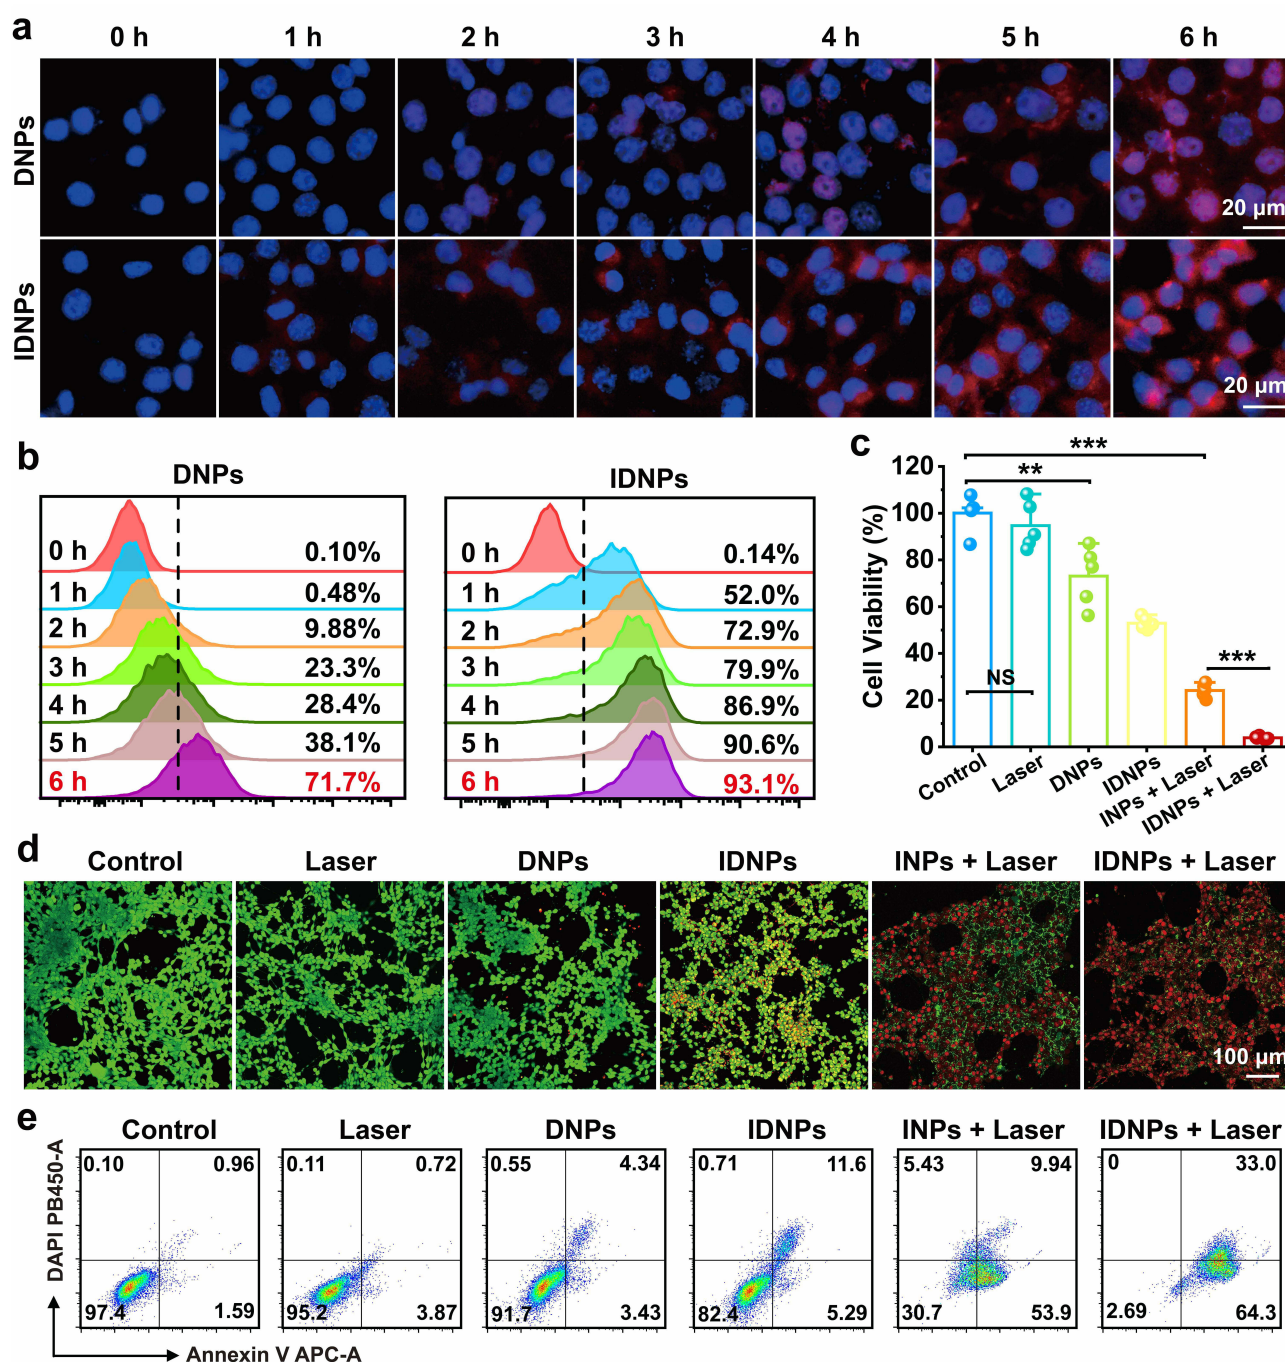 a
0 h 1 h 2 h 3 h 4 h 5 h 6 h
DNPs
20 µm
IDNPs
20 µm
b
DNPs
0 h 0.10%
1 h 0.48%
2 h 9.88%
3 h 23.3%
4 h 28.4%
5 h 38.1%
6 h 71.7%
IDNPs
0 h 0.14%
1 h 52.0%
2 h 72.9%
3 h 79.9%
4 h 86.9%
5 h 90.6%
6 h 93.1%
c
Cell Viability (%)
120
100
80
60
40
20
0
***
**
NS
***
Control Laser DNPs IDNPs INPs + Laser IDNPs + Laser
d
Control Laser DNPs IDNPs INPs + Laser IDNPs + Laser
100 µm
e
Control Laser DNPs IDNPs INPs + Laser IDNPs + Laser
DAPI PB450-A
0.10 0.96 0.11 0.72 0.55 4.34 0.71 11.6 5.43 9.94 0 33.0
97.4 1.59 95.2 3.87 91.7 3.43 82.4 5.29 30.7 53.9 2.69 64.3
Annexin V APC-A